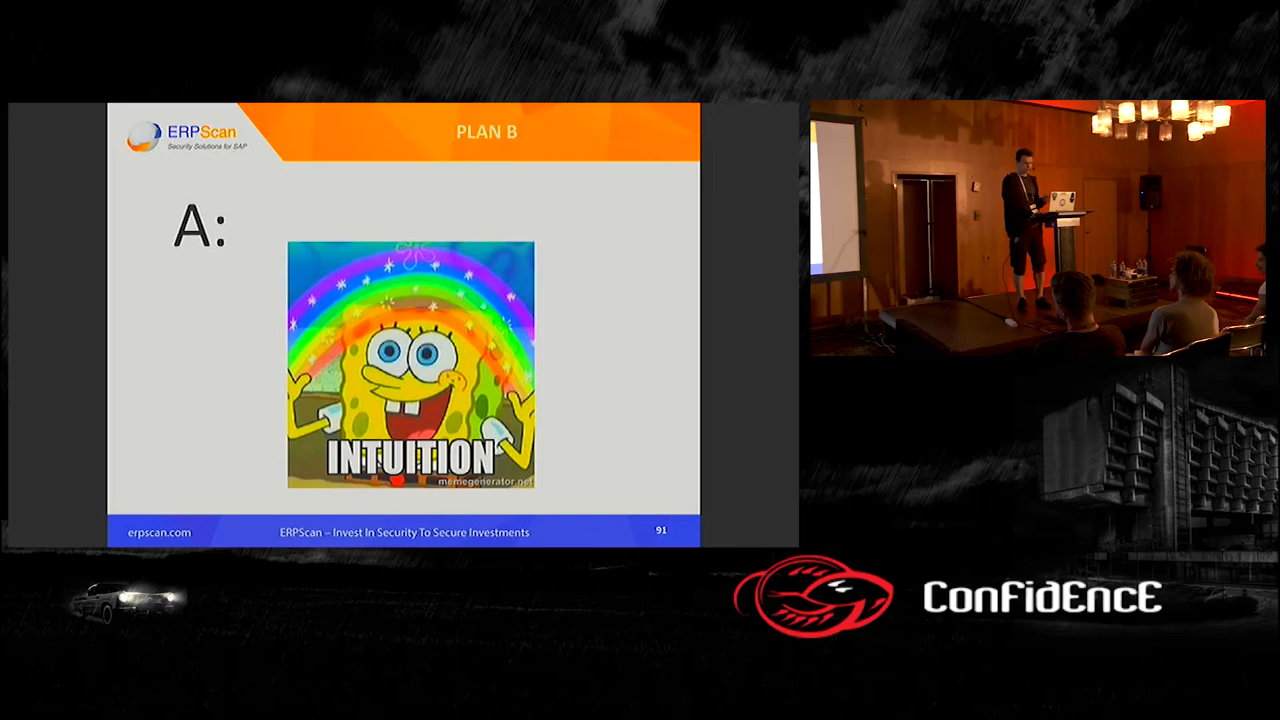 ERPScan
Security Solutions for SAP
PLAN B
A:
INTUITION
memegenerator.net
erpscan.com
ERPScan – Invest In Security To Secure Investments
91
ConFidEncE